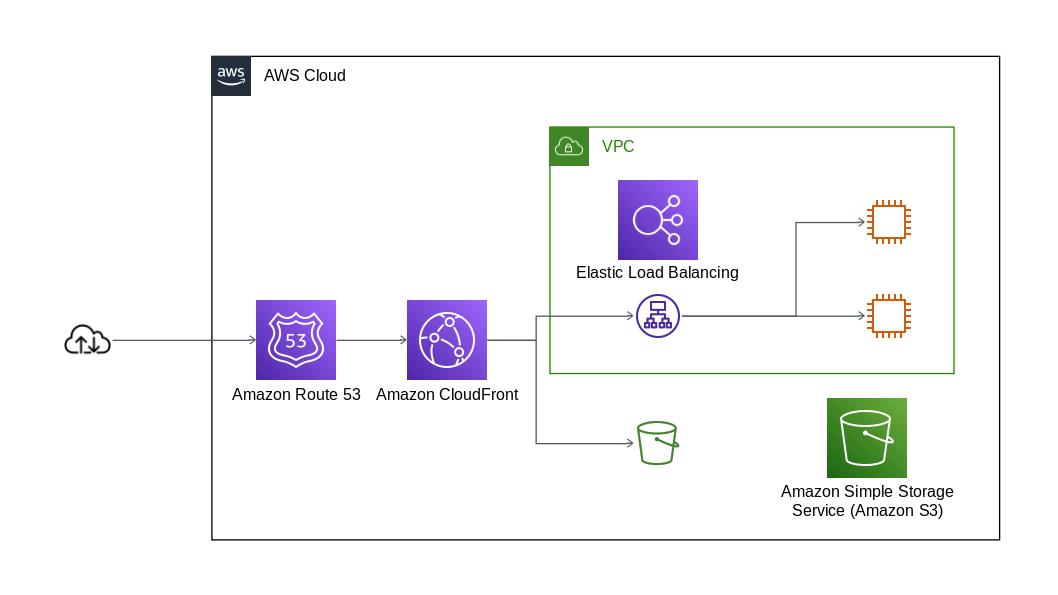 aws
AWS Cloud
VPC
Elastic Load Balancing
53
Amazon Route 53
Amazon CloudFront
Amazon Simple Storage
Service (Amazon S3)